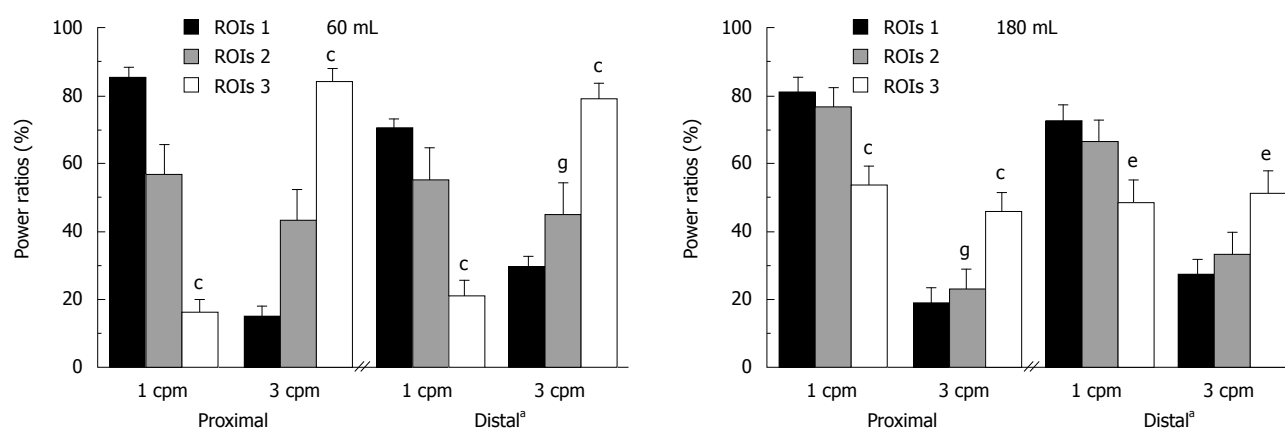 100
80
60
40
20
0
Power ratios (%)
ROIs 1
ROIs 2
ROIs 3
60 mL
c
c
c
g
c
1 cpm
3 cpm
1 cpm
3 cpm
Proximal
Distalᵃ
100
80
60
40
20
0
Power ratios (%)
ROIs 1
ROIs 2
ROIs 3
180 mL
c
g
c
e
e
1 cpm
3 cpm
1 cpm
3 cpm
Proximal
Distalᵃ